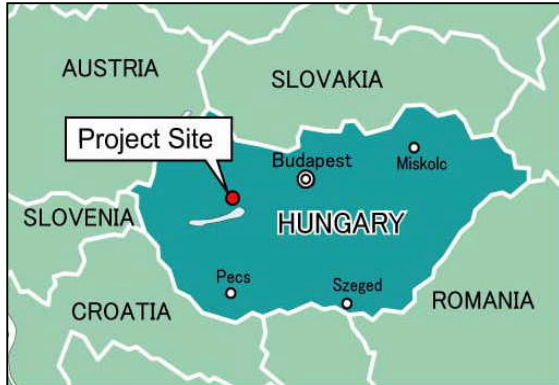 AUSTRIA
SLOVAKIA
Project Site
Budapest
Miskolc
SLOVENIA
HUNGARY
Pecs
Szeged
CROATIA
ROMANIA